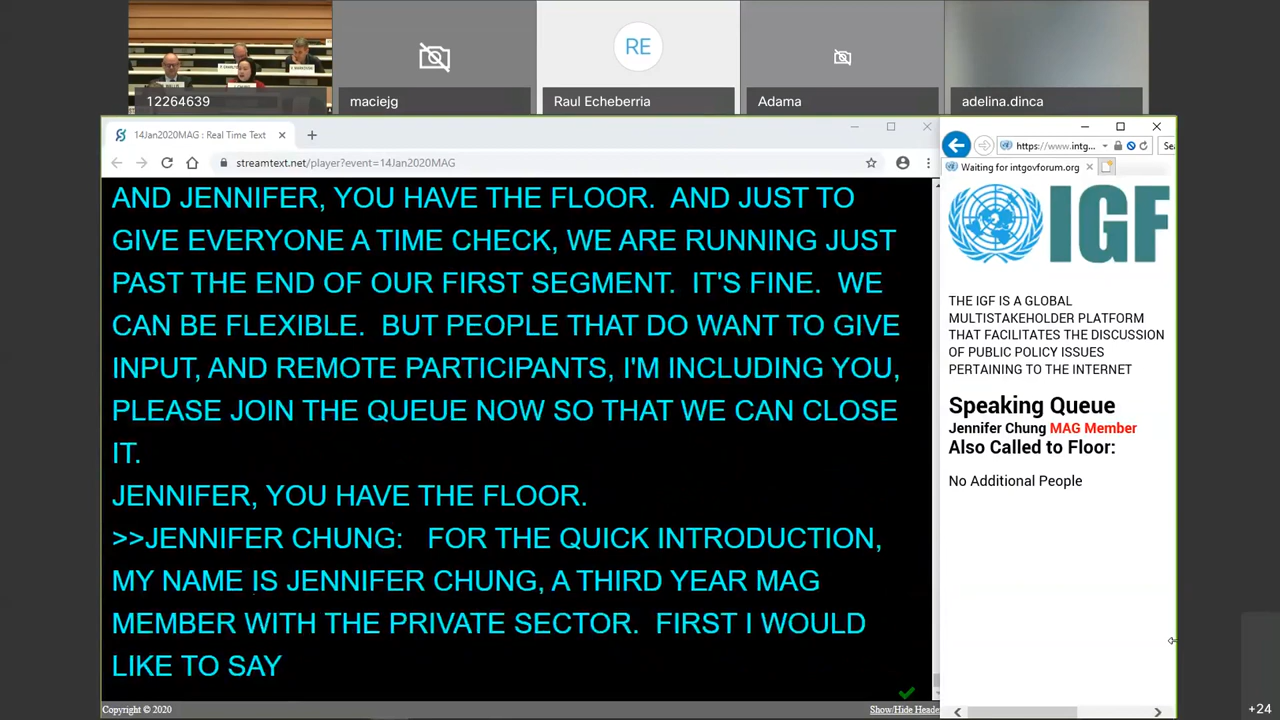 RE
12264639
maciejg
Raul Echeberria
Adama
adelina.dinca
14Jan2020MAG : Real Time Text
streamtext.net/player?event=14Jan2020MAG
AND JENNIFER, YOU HAVE THE FLOOR. AND JUST TO
GIVE EVERYONE A TIME CHECK, WE ARE RUNNING JUST
PAST THE END OF OUR FIRST SEGMENT. IT'S FINE. WE
CAN BE FLEXIBLE. BUT PEOPLE THAT DO WANT TO GIVE
INPUT, AND REMOTE PARTICIPANTS, I'M INCLUDING YOU,
PLEASE JOIN THE QUEUE NOW SO THAT WE CAN CLOSE
IT.
JENNIFER, YOU HAVE THE FLOOR.
>>JENNIFER CHUNG: FOR THE QUICK INTRODUCTION,
MY NAME IS JENNIFER CHUNG, A THIRD YEAR MAG
MEMBER WITH THE PRIVATE SECTOR. FIRST I WOULD
LIKE TO SAY
Copyright © 2020
Show/Hide Heade
https://www.intg...
Sea
Waiting for intgovforum.org
IGF
THE IGF IS A GLOBAL
MULTISTAKEHOLDER PLATFORM
THAT FACILITATES THE DISCUSSION
OF PUBLIC POLICY ISSUES
PERTAINING TO THE INTERNET
Speaking Queue
Jennifer Chung MAG Member
Also Called to Floor:
No Additional People
+24